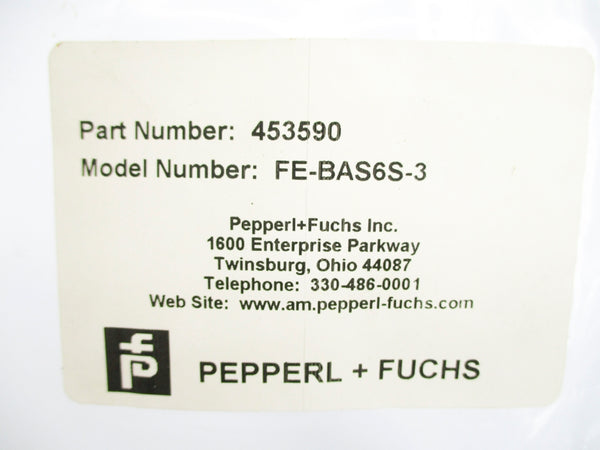 Part Number: 453590
Model Number: FE-BAS6S-3
Pepperl+Fuchs Inc.
1600 Enterprise Parkway
Twinsburg, Ohio 44087
Telephone: 330-486-0001
Web Site: www.am.pepperl-fuchs.com
fP PEPPERL + FUCHS